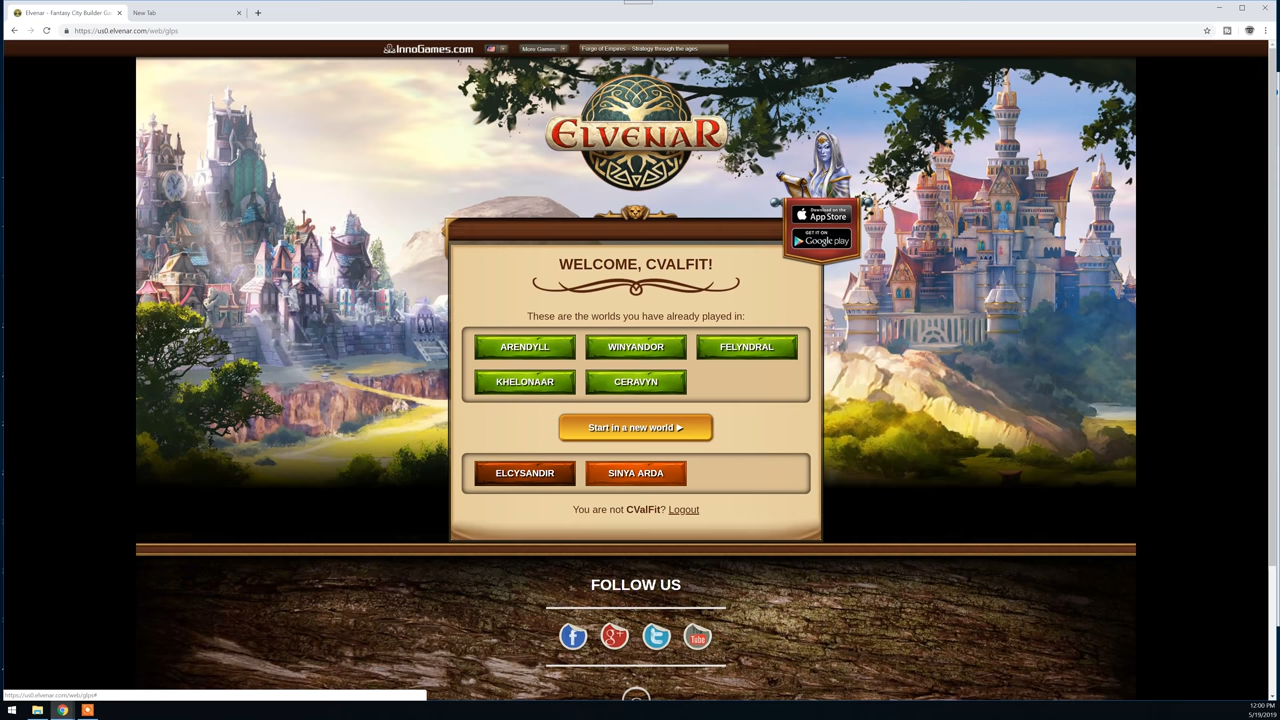 Elvenar - Fantasy City Builder Ga
New Tab
https://us0.elvenar.com/web/glps
InnoGames.com
More Games
Forge of Empires - Strategy through the ages
ELVENAR
Download on the
App Store
GET IT ON
Google play
WELCOME, CVALFIT!
These are the worlds you have already played in:
ARENDYLL WINYANDOR FELYNDRAL
KHELONAAR CERAVYN
Start in a new world ▶
ELCYSANDIR SINYA ARDA
You are not CValFit? Logout
FOLLOW US
f g+ t You Tube
https://us0.elvenar.com/web/glps#
12:00 PM
5/19/2019